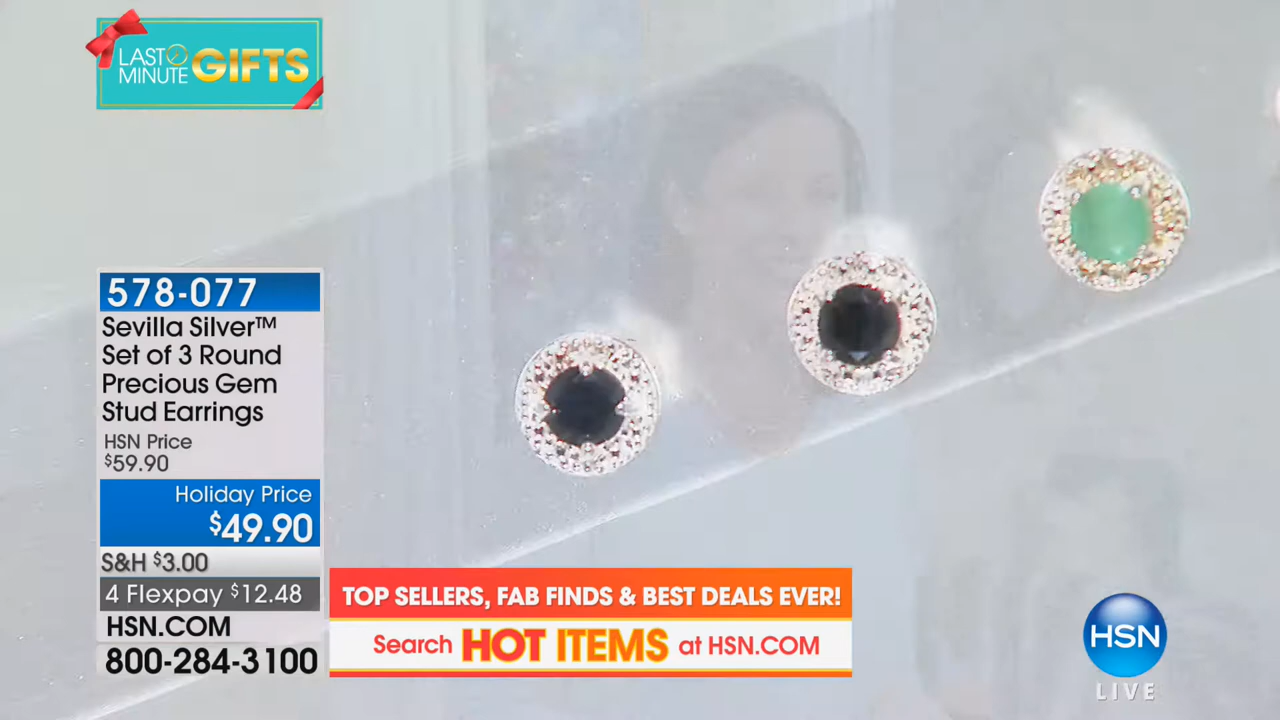 LAST
MINUTE GIFTS
578-077
Sevilla Silver™
Set of 3 Round
Precious Gem
Stud Earrings
HSN Price
$59.90
Holiday Price
$49.90
S&H $3.00
4 Flexpay $12.48
HSN.COM
800-284-3100
TOP SELLERS, FAB FINDS & BEST DEALS EVER!
Search HOT ITEMS at HSN.COM
HSN
LIVE